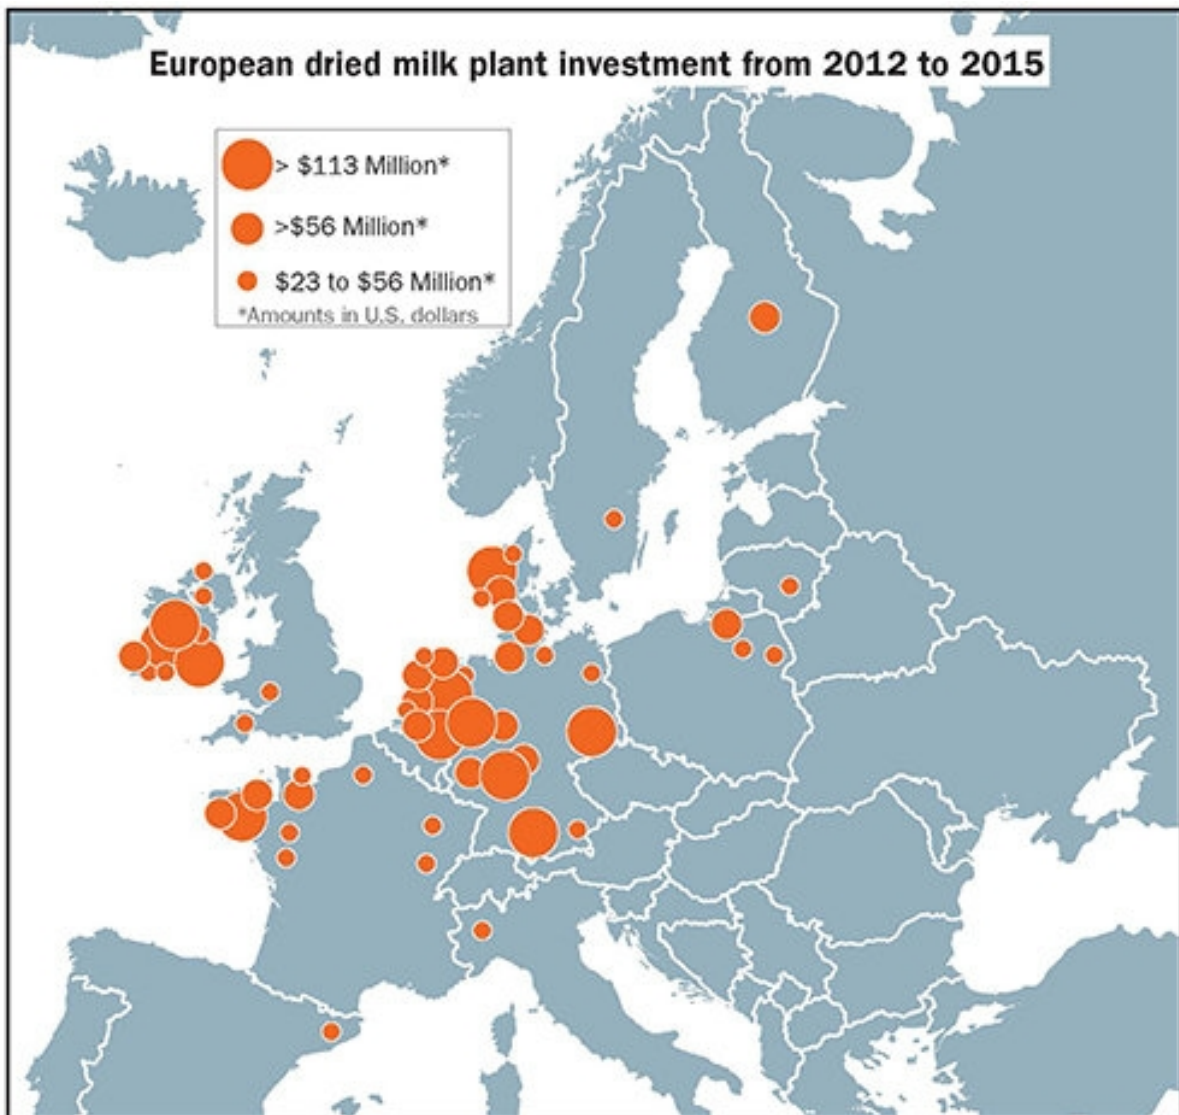 European dried milk plant investment from 2012 to 2015
> $113 Million*
>$56 Million*
$23 to $56 Million*
*Amounts in U.S. dollars